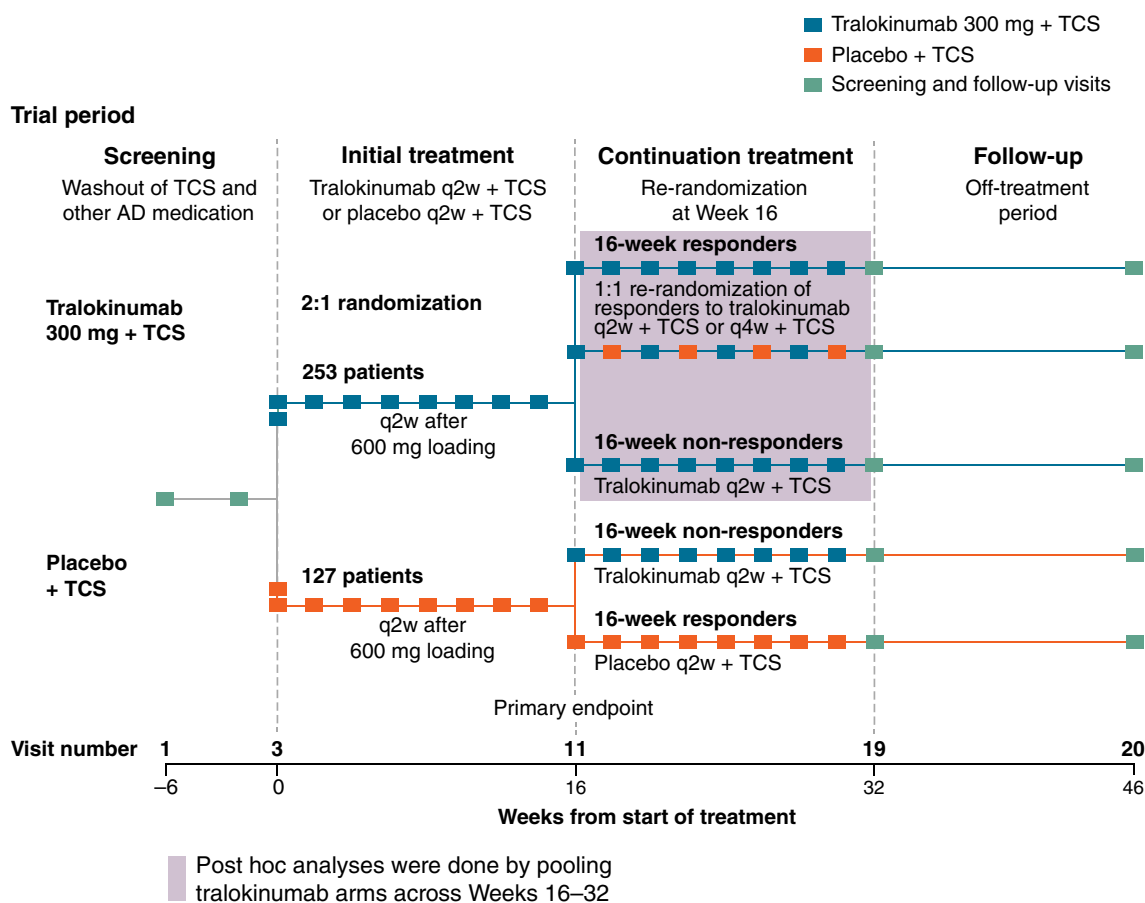 Tralokinumab 300 mg + TCS
Placebo + TCS
Screening and follow-up visits
Trial period
Screening
Washout of TCS and
other AD medication
Initial treatment
Tralokinumab q2w + TCS
or placebo q2w + TCS
Continuation treatment
Re-randomization
at Week 16
Follow-up
Off-treatment
period
Tralokinumab
300 mg + TCS
2:1 randomization
253 patients
q2w after
600 mg loading
16-week responders
1:1 re-randomization of
responders to tralokinumab
q2w + TCS or q4w + TCS
16-week non-responders
Tralokinumab q2w + TCS
Placebo
+ TCS
127 patients
q2w after
600 mg loading
16-week non-responders
Tralokinumab q2w + TCS
16-week responders
Placebo q2w + TCS
Primary endpoint
Visit number 1 3 11 19 20
–6 0 16 32 46
Weeks from start of treatment
Post hoc analyses were done by pooling
tralokinumab arms across Weeks 16–32